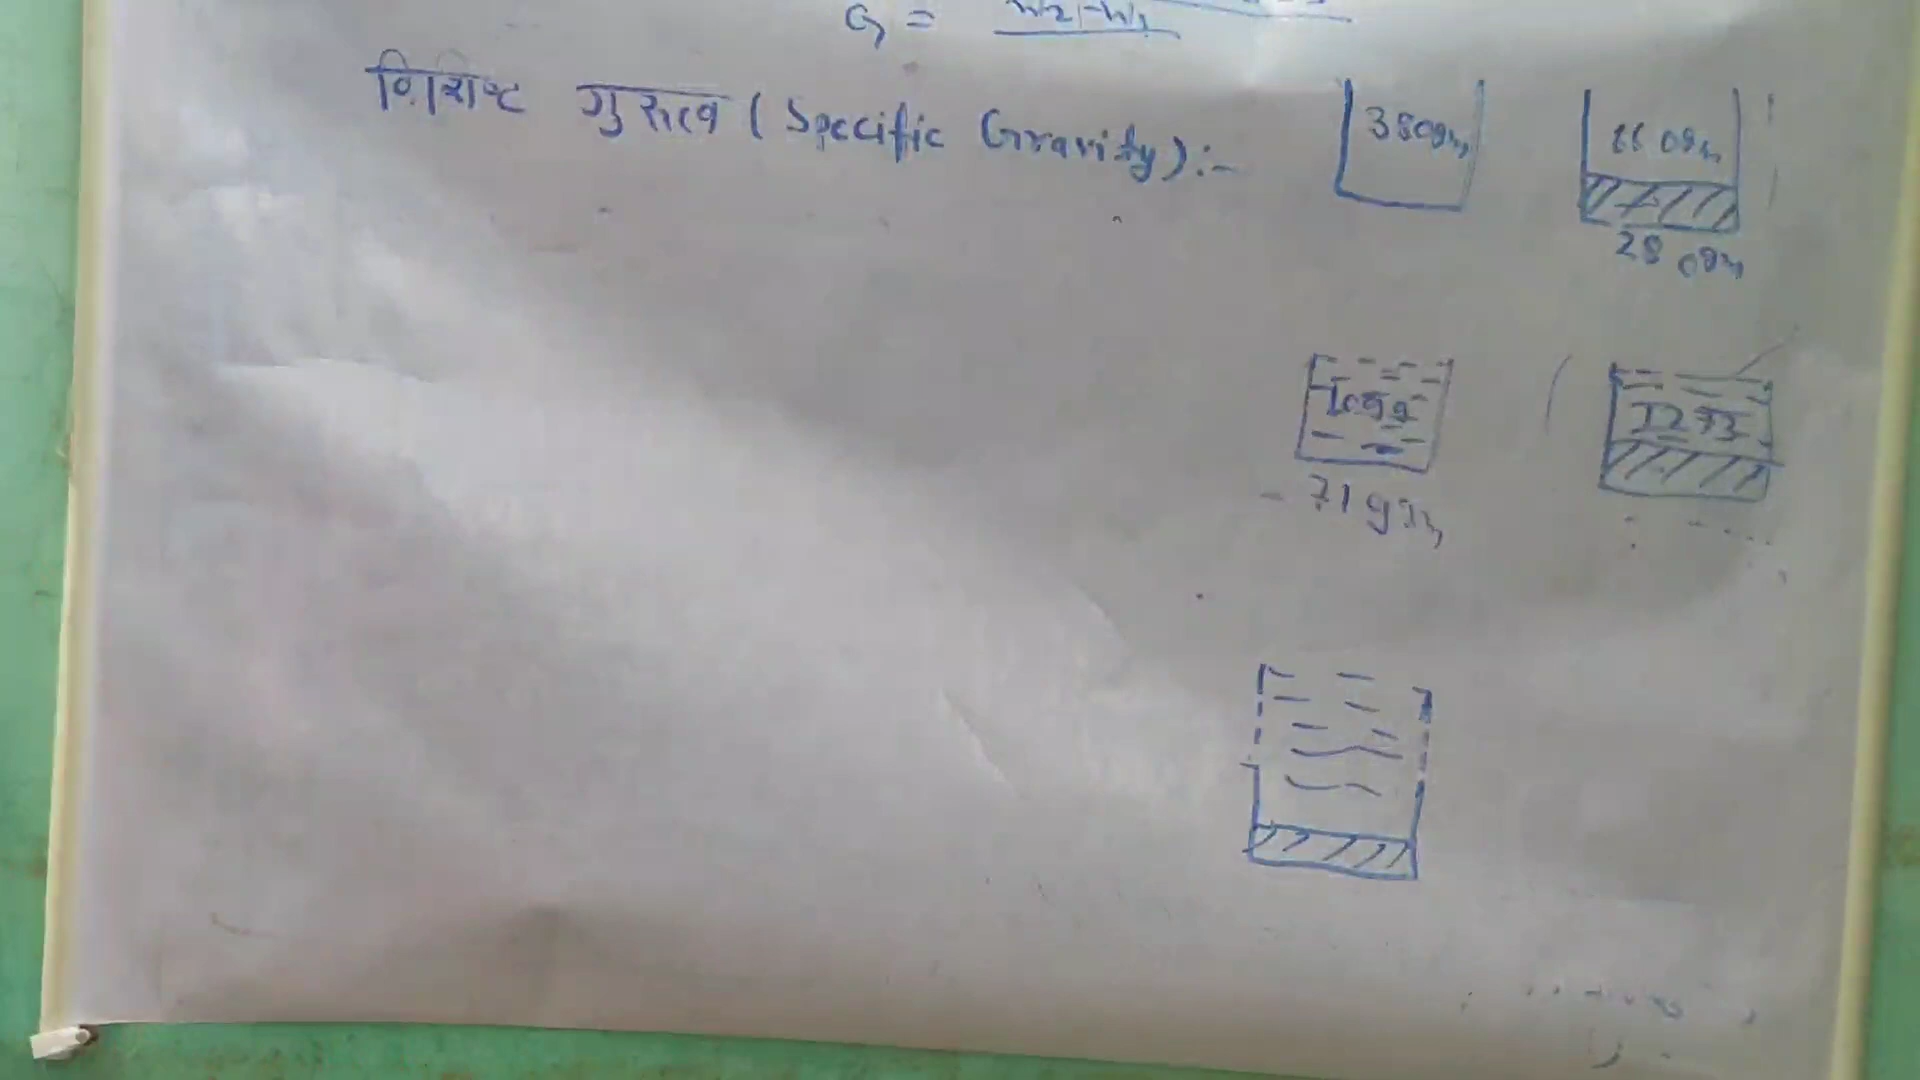 G =
विशिष्ट गुरुत्व ( Specific Gravity) :-
380gm
660gm
280gm
1099
1273
- 719gm